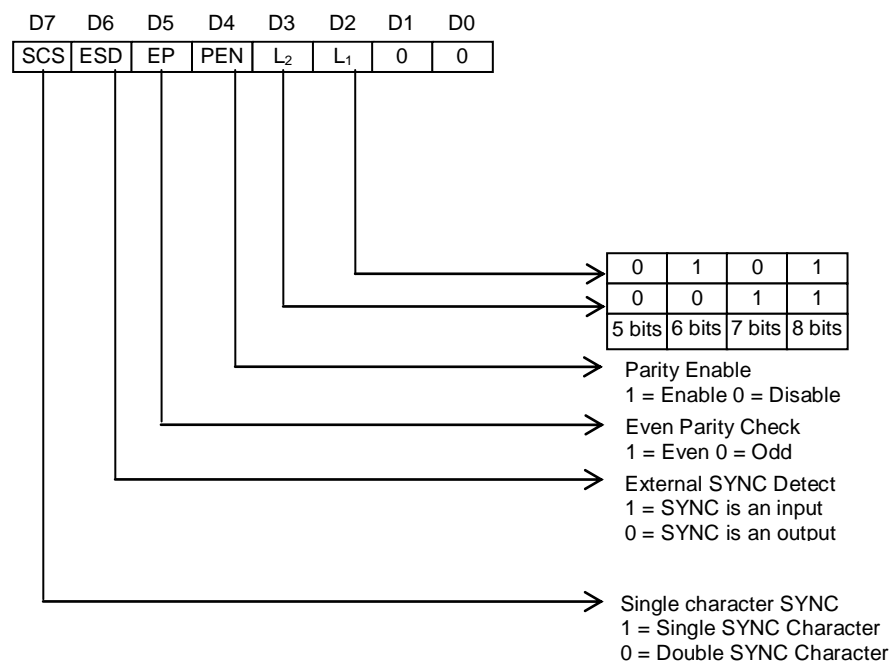 D7 D6 D5 D4 D3 D2 D1 D0
SCS ESD EP PEN L₂ L₁ 0 0
0 1 0 1
0 0 1 1
5 bits 6 bits 7 bits 8 bits
Parity Enable
1 = Enable 0 = Disable
Even Parity Check
1 = Even 0 = Odd
External SYNC Detect
1 = SYNC is an input
0 = SYNC is an output
Single character SYNC
1 = Single SYNC Character
0 = Double SYNC Character